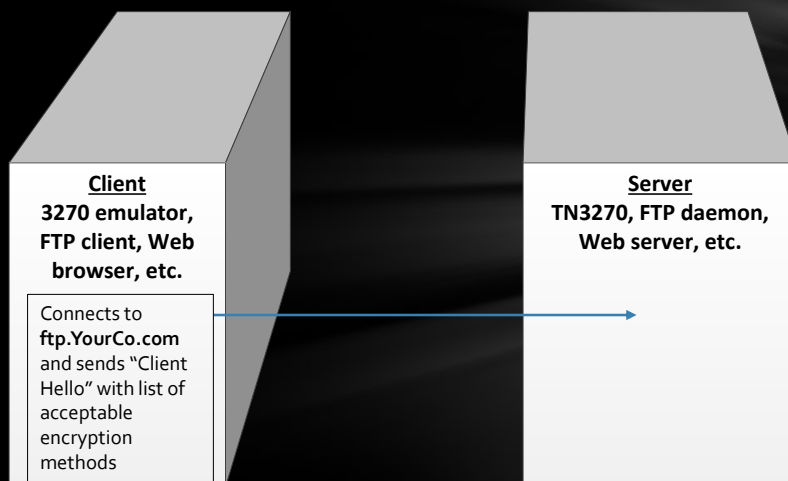 Client
3270 emulator,
FTP client, Web
browser, etc.
Connects to
ftp.YourCo.com
and sends “Client
Hello” with list of
acceptable
encryption
methods
Server
TN3270, FTP daemon,
Web server, etc.